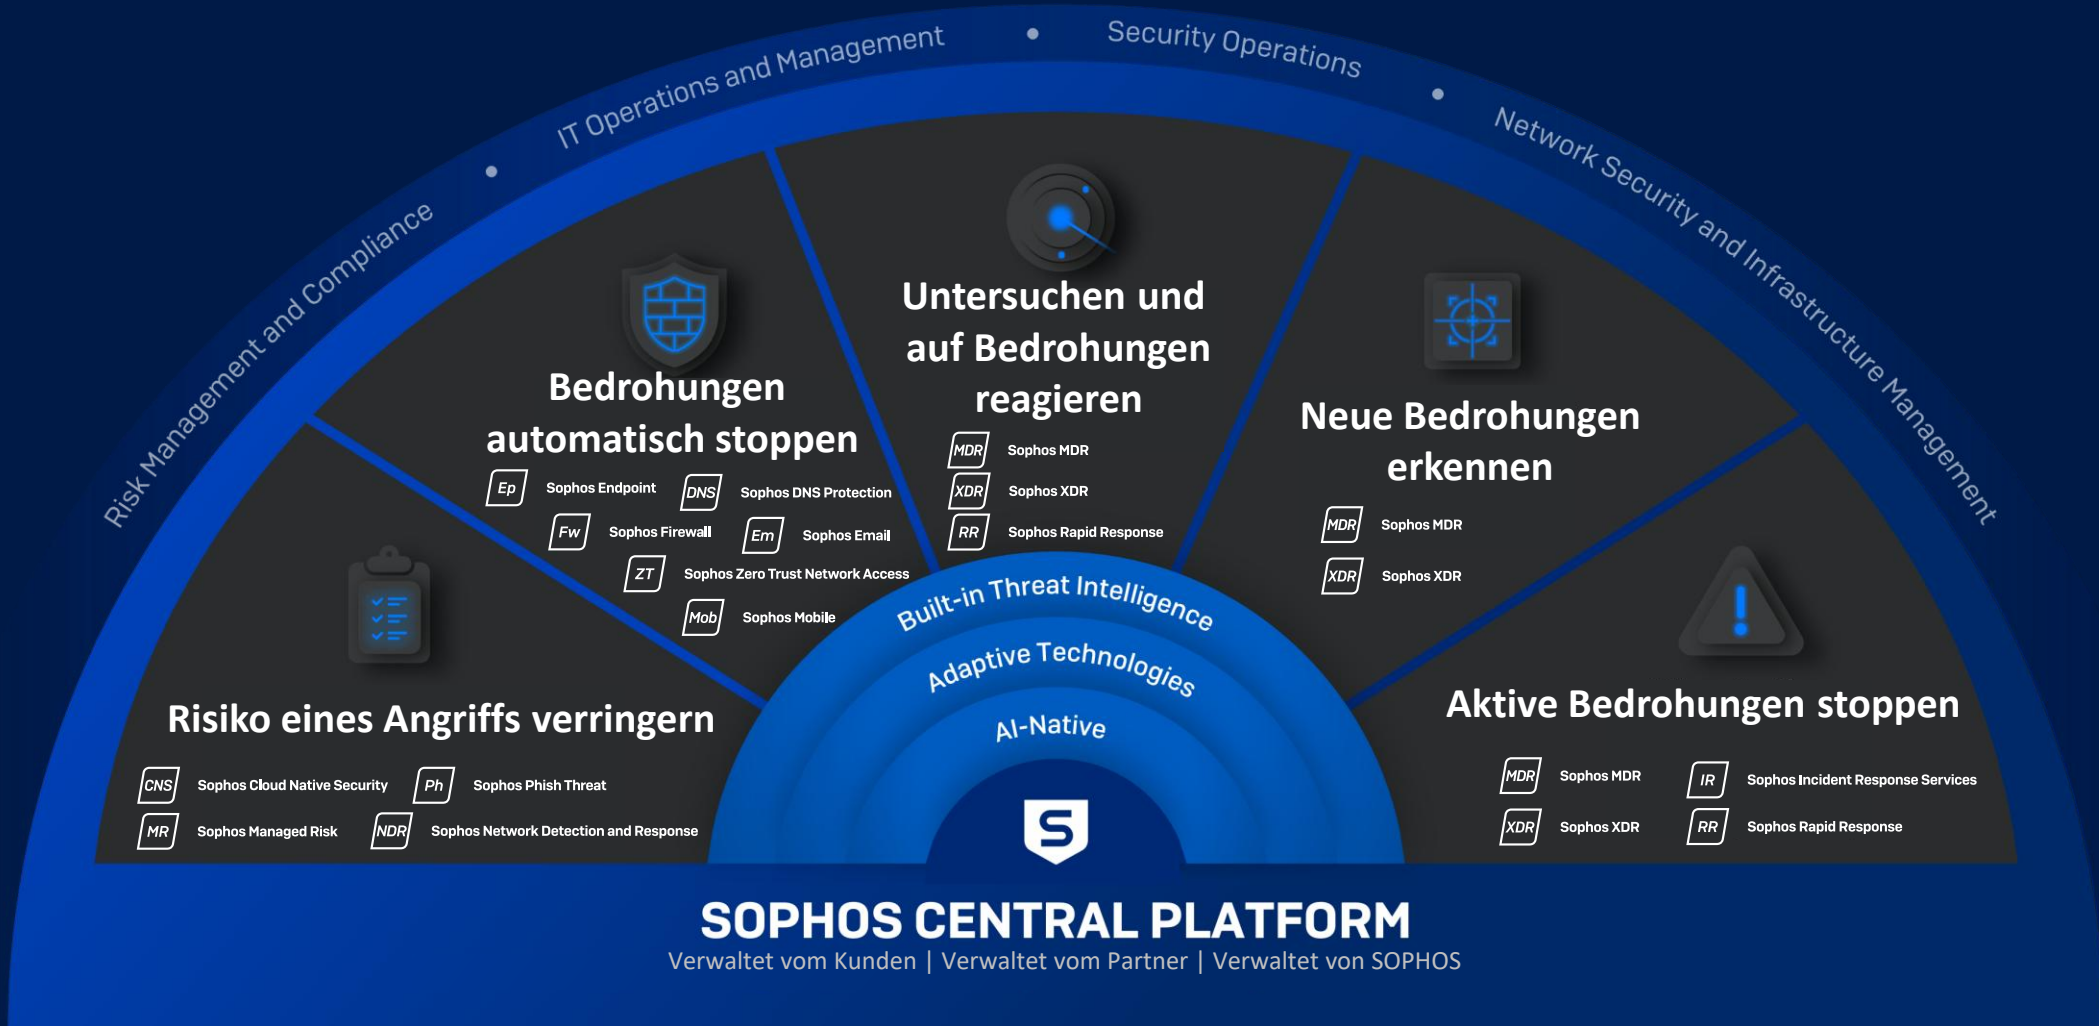 Risk Management and Compliance • IT Operations and Management • Security Operations • Network Security and Infrastructure Management
Risiko eines Angriffs verringern
CNS Sophos Cloud Native Security
Ph Sophos Phish Threat
MR Sophos Managed Risk
NDR Sophos Network Detection and Response
Bedrohungen
automatisch stoppen
Ep Sophos Endpoint
DNS Sophos DNS Protection
Fw Sophos Firewall
Em Sophos Email
ZT Sophos Zero Trust Network Access
Mob Sophos Mobile
Untersuchen und
auf Bedrohungen
reagieren
MDR Sophos MDR
XDR Sophos XDR
RR Sophos Rapid Response
Neue Bedrohungen
erkennen
MDR Sophos MDR
XDR Sophos XDR
Aktive Bedrohungen stoppen
MDR Sophos MDR
IR Sophos Incident Response Services
XDR Sophos XDR
RR Sophos Rapid Response
Built-in Threat Intelligence
Adaptive Technologies
AI-Native
S
SOPHOS CENTRAL PLATFORM
Verwaltet vom Kunden | Verwaltet vom Partner | Verwaltet von SOPHOS